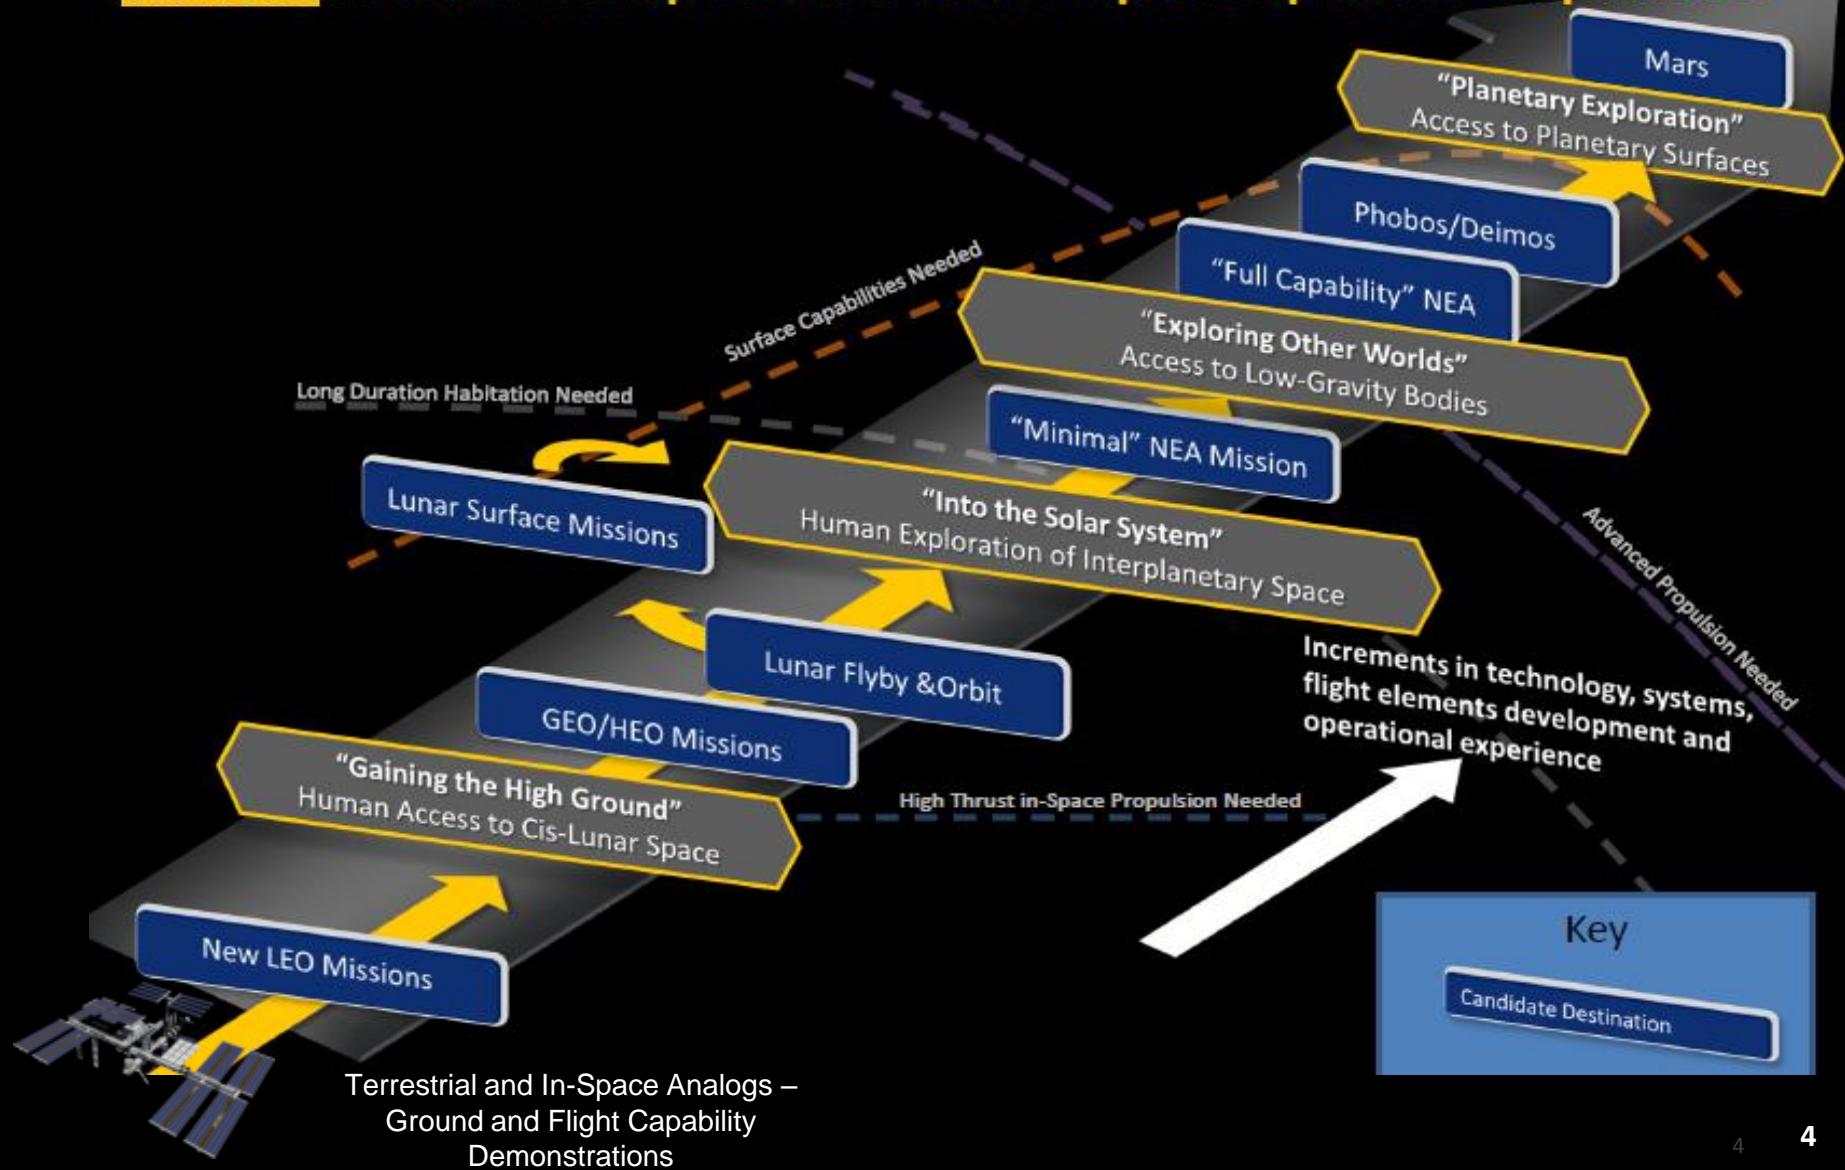 Mars
“Planetary Exploration”
Access to Planetary Surfaces
Phobos/Deimos
“Full Capability” NEA
Surface Capabilities Needed
“Exploring Other Worlds”
Access to Low-Gravity Bodies
Long Duration Habitation Needed
“Minimal” NEA Mission
Lunar Surface Missions
“Into the Solar System”
Human Exploration of Interplanetary Space
Advanced Propulsion Needed
Lunar Flyby &Orbit
Increments in technology, systems,
flight elements development and
operational experience
GEO/HEO Missions
“Gaining the High Ground”
Human Access to Cis-Lunar Space
High Thrust in-Space Propulsion Needed
New LEO Missions
Key
Candidate Destination
Terrestrial and In-Space Analogs –
Ground and Flight Capability
Demonstrations
4
4